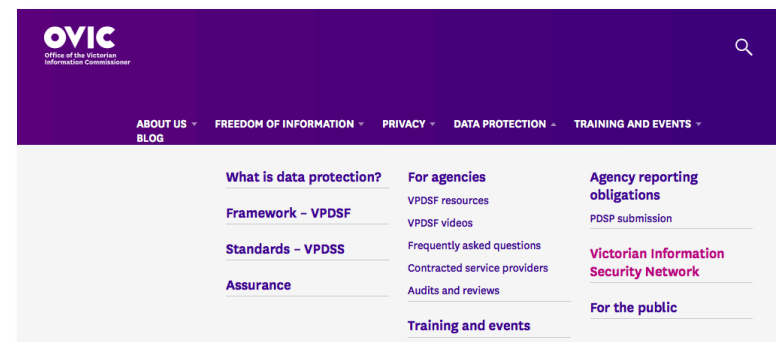 OVIC
Office of the Victorian
Information Commissioner
ABOUT US
FREEDOM OF INFORMATION
PRIVACY
DATA PROTECTION
TRAINING AND EVENTS
BLOG
What is data protection?
Framework – VPDSF
Standards – VPDSS
Assurance
For agencies
VPDSF resources
VPDSF videos
Frequently asked questions
Contracted service providers
Audits and reviews
Training and events
Agency reporting
obligations
PDSP submission
Victorian Information
Security Network
For the public